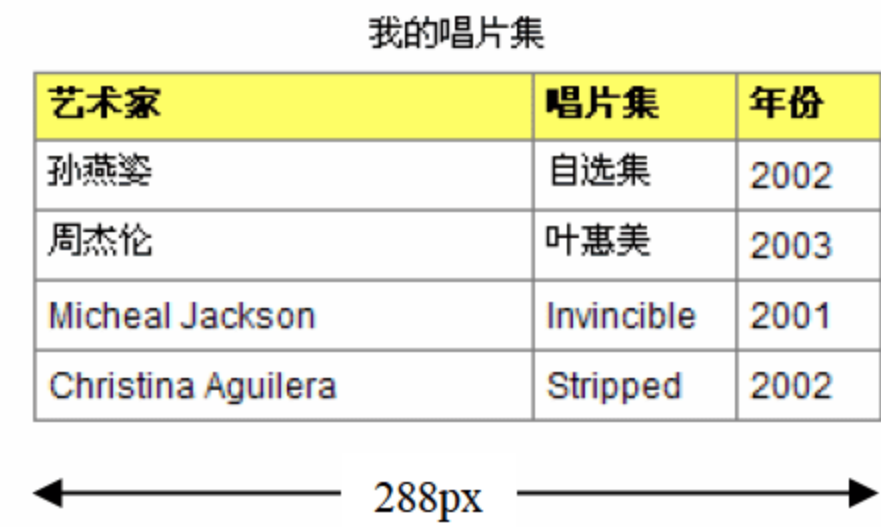 我的唱片集
艺术家 唱片集 年份
孙燕姿 自选集 2002
周杰伦 叶惠美 2003
Micheal Jackson Invincible 2001
Christina Aguilera Stripped 2002
288px